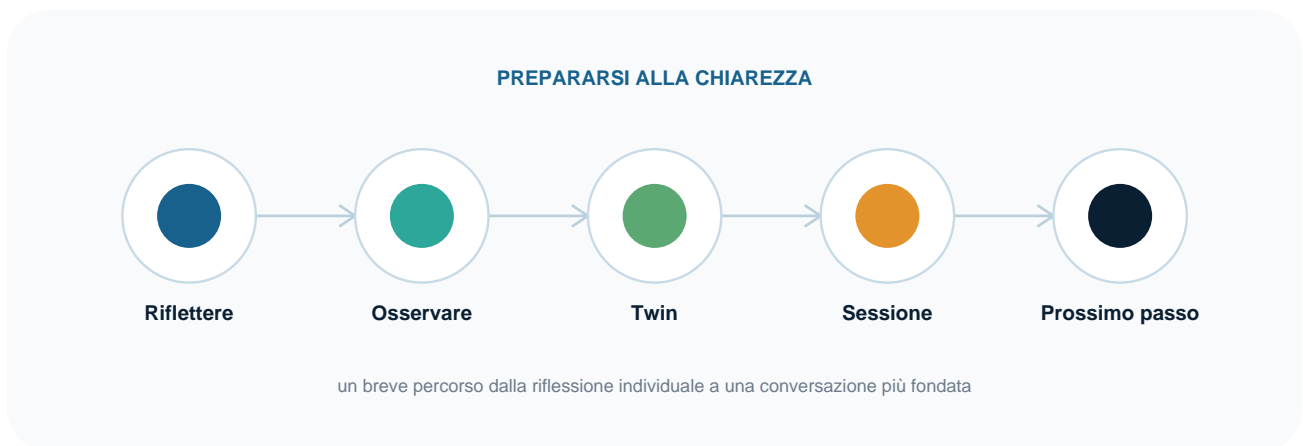 PREPARARSI ALLA CHIAREZZA
Riflettere
Osservare
Twin
Sessione
Prossimo passo
un breve percorso dalla riflessione individuale a una conversazione più fondata